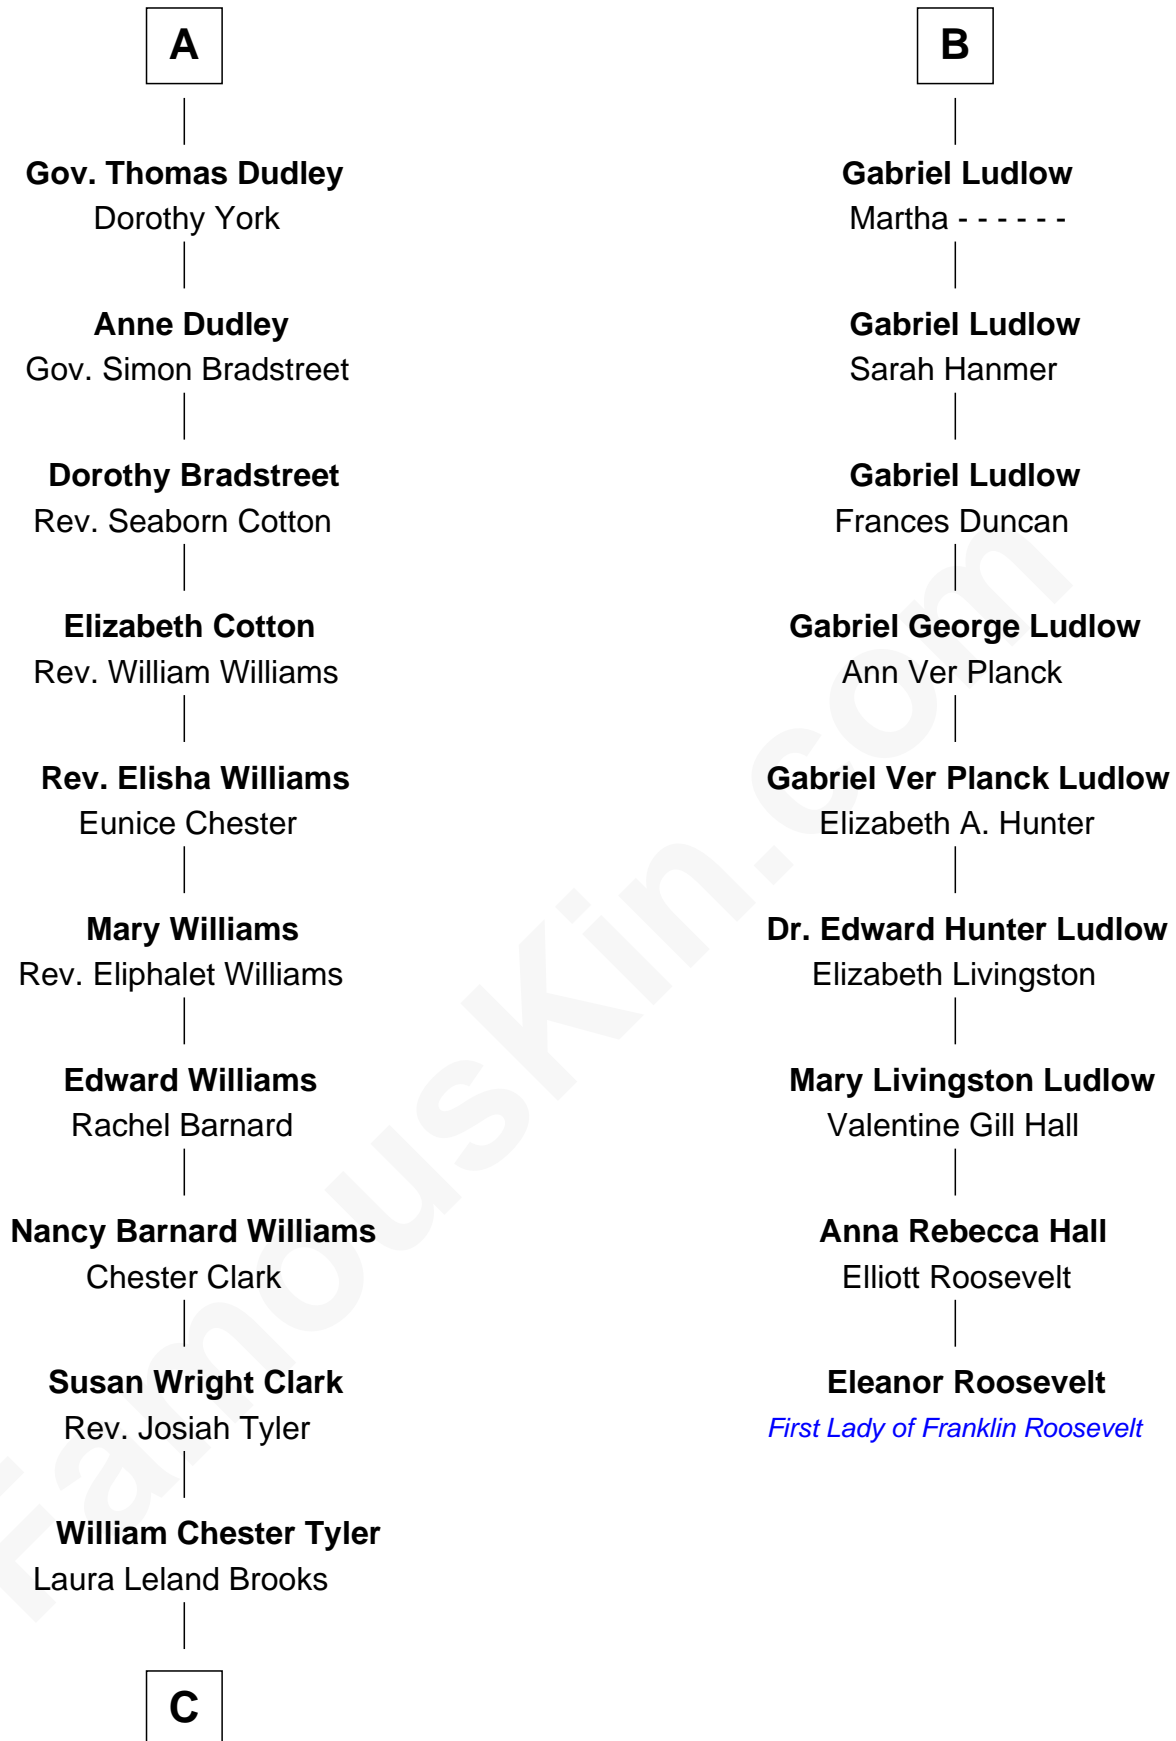 A
Gov. Thomas Dudley
Dorothy York
Anne Dudley
Gov. Simon Bradstreet
Dorothy Bradstreet
Rev. Seaborn Cotton
Elizabeth Cotton
Rev. William Williams
Rev. Elisha Williams
Eunice Chester
Mary Williams
Rev. Eliphalet Williams
Edward Williams
Rachel Barnard
Nancy Barnard Williams
Chester Clark
Susan Wright Clark
Rev. Josiah Tyler
William Chester Tyler
Laura Leland Brooks
C
B
Gabriel Ludlow
Martha - - - - - -
Gabriel Ludlow
Sarah Hanmer
Gabriel Ludlow
Frances Duncan
Gabriel George Ludlow
Ann Ver Planck
Gabriel Ver Planck Ludlow
Elizabeth A. Hunter
Dr. Edward Hunter Ludlow
Elizabeth Livingston
Mary Livingston Ludlow
Valentine Gill Hall
Anna Rebecca Hall
Elliott Roosevelt
Eleanor Roosevelt
First Lady of Franklin Roosevelt
FamousKin.com